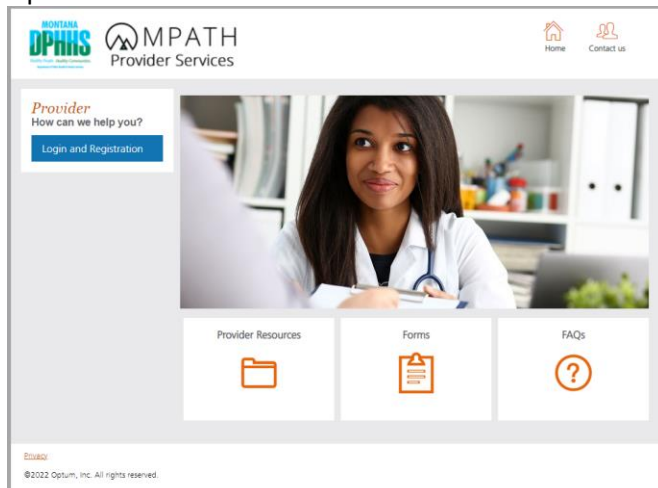 MONTANA
DPHHS
MPATH
Provider Services
Home
Contact us
Provider
How can we help you?
Login and Registration
Provider Resources
Forms
FAQs
?
Privacy
©2022 Optum, Inc. All rights reserved.